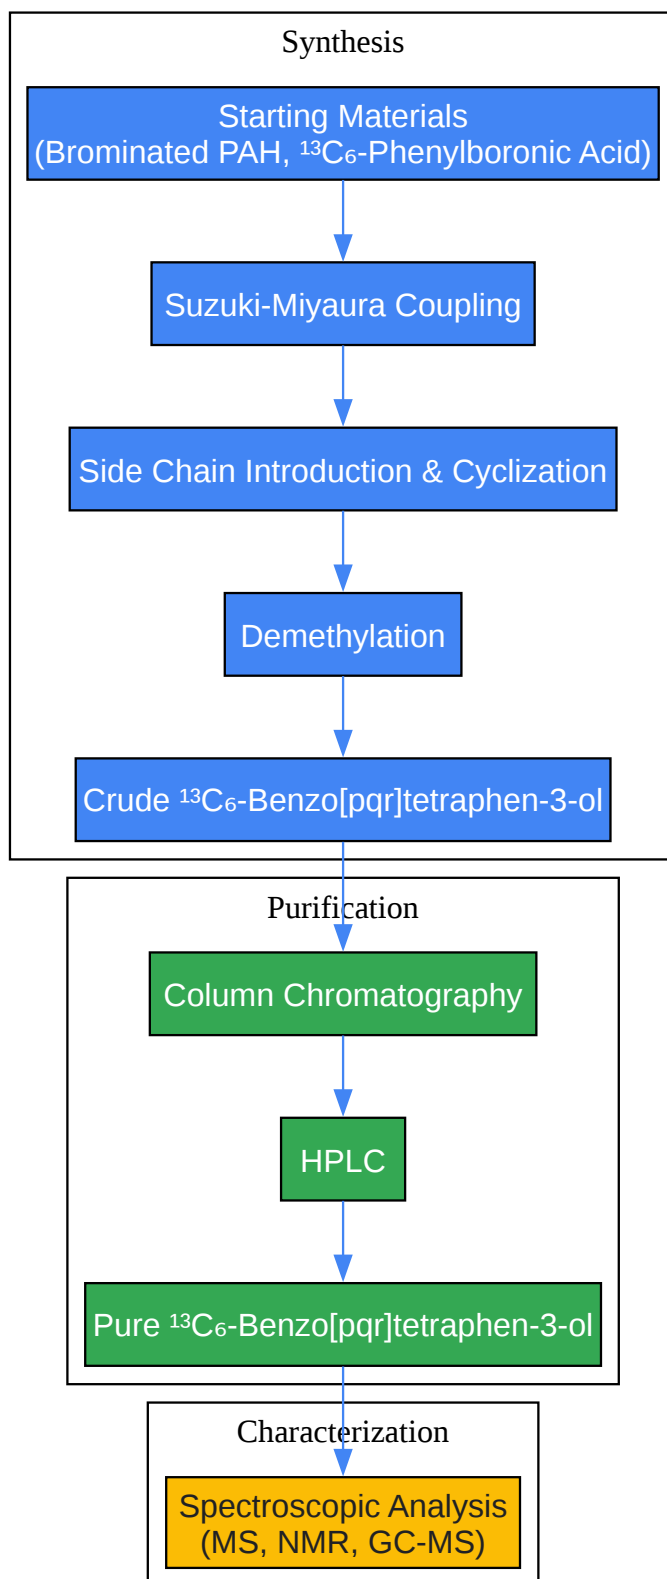 Synthesis
Starting Materials
(Brominated PAH, ¹³C₆-Phenylboronic Acid)
Suzuki-Miyaura Coupling
Side Chain Introduction & Cyclization
Demethylation
Crude ¹³C₆-Benzo[pqr]tetraphen-3-ol
Purification
Column Chromatography
HPLC
Pure ¹³C₆-Benzo[pqr]tetraphen-3-ol
Characterization
Spectroscopic Analysis
(MS, NMR, GC-MS)